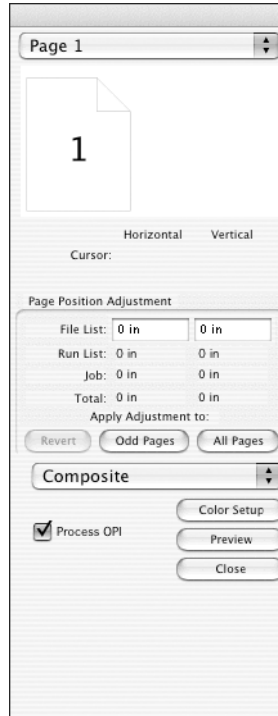 Page 1
1
Horizontal Vertical
Cursor:
Page Position Adjustment
File List: 0 in 0 in
Run List: 0 in 0 in
Job: 0 in 0 in
Total: 0 in 0 in
Apply Adjustment to:
Revert Odd Pages All Pages
Composite
Color Setup
Process OPI
Preview
Close